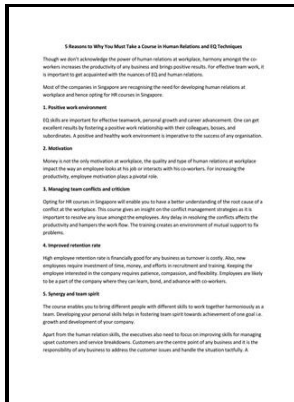 5 Reasons to Why You Must Take a Course in Human Relations and EQ Techniques
Though we don't acknowledge the power of human relations at workplace, harmony amongst the co-
workers increases the productivity of any business and brings positive results. For effective team work, it
is important to get acquainted with the nuances of EQ and human relations.
Most of the companies in Singapore are recognising the need for developing human relations at
workplace and hence opting for HR courses in Singapore.
1. Positive work environment
EQ skills are important for effective teamwork, personal growth and career advancement. One can get
excellent results by fostering a positive work relationship with their colleagues, bosses, and
subordinates. A positive and healthy work environment is imperative to the success of any organisation.
2. Motivation
Money is not the only motivation at workplace, the quality and type of human relations at workplace
impact the way an employee looks at his job or interacts with his co-workers. For increasing the
productivity, employee motivation plays a pivotal role.
3. Managing team conflicts and criticism
Opting for HR courses in Singapore will enable you to have a better understanding of the root cause of a
conflict at the workplace. This course gives an insight on the conflict management strategies as it is
important to resolve any issue amongst the employees. Any delay in resolving the conflicts affects the
productivity and hampers the work flow. The training creates an environment of mutual support to fix
problems.
4. Improved retention rate
High employee retention rate is financially good for any business as turnover is costly. Also, new
employees require investment of time, money, and efforts in recruitment and training. Keeping the
employee interested in the company requires patience, compassion, and flexibility. Employees are likely
to be a part of the company where they can learn, bond, and advance with co-workers.
5. Synergy and team spirit
The course enables you to bring different people with different skills to work together harmoniously as a
team. Developing your personal skills helps in fostering team spirit towards achievement of one goal i.e.
growth and development of your company.
Apart from the human relation skills, the executives also need to focus on improving skills for managing
upset customers and service breakdowns. Customers are the centre point of any business and it is the
responsibility of any business to address the customer issues and handle the situation tactfully. A